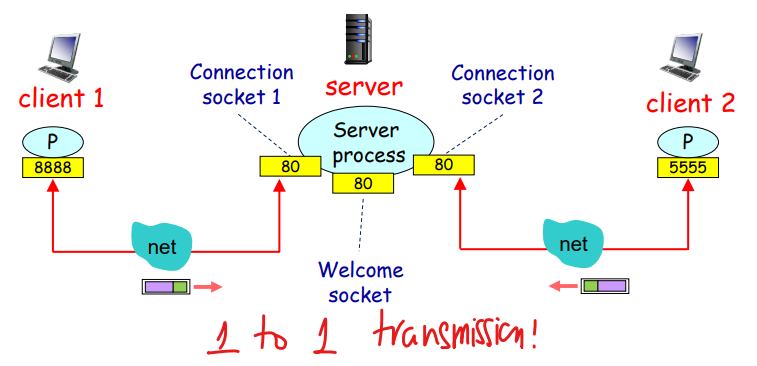 Connection
socket 1
server
Connection
socket 2
client 1
client 2
P
8888
Server
process
80
80
80
P
5555
net
net
Welcome
socket
1 to 1 transmission!